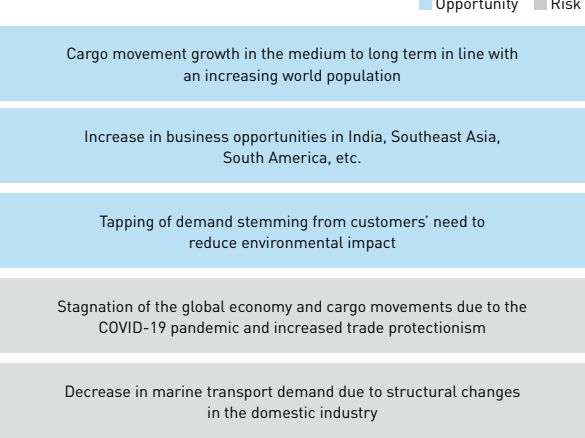 Opportunity Risk
Cargo movement growth in the medium to long term in line with
an increasing world population
Increase in business opportunities in India, Southeast Asia,
South America, etc.
Tapping of demand stemming from customers’ need to
reduce environmental impact
Stagnation of the global economy and cargo movements due to the
COVID-19 pandemic and increased trade protectionism
Decrease in marine transport demand due to structural changes
in the domestic industry